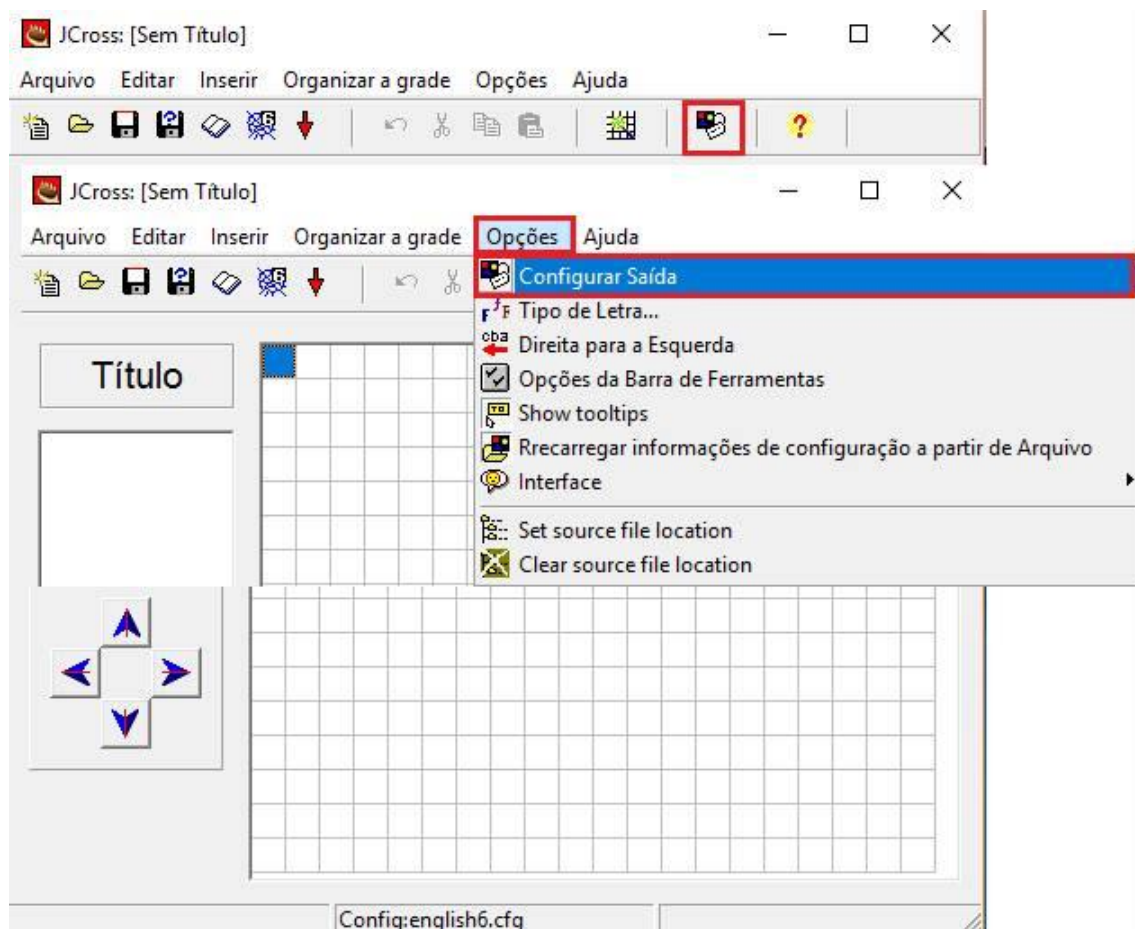 JCross: [Sem Título]
Arquivo Editar Inserir Organizar a grade Opções Ajuda
JCross: [Sem Título]
Arquivo Editar Inserir Organizar a grade Opções Ajuda
Configurar Saída
Tipo de Letra...
Direita para a Esquerda
Opções da Barra de Ferramentas
Show tooltips
Rrecarregar informações de configuração a partir de Arquivo
Interface
Set source file location
Clear source file location
Título
Config:english6.cfg